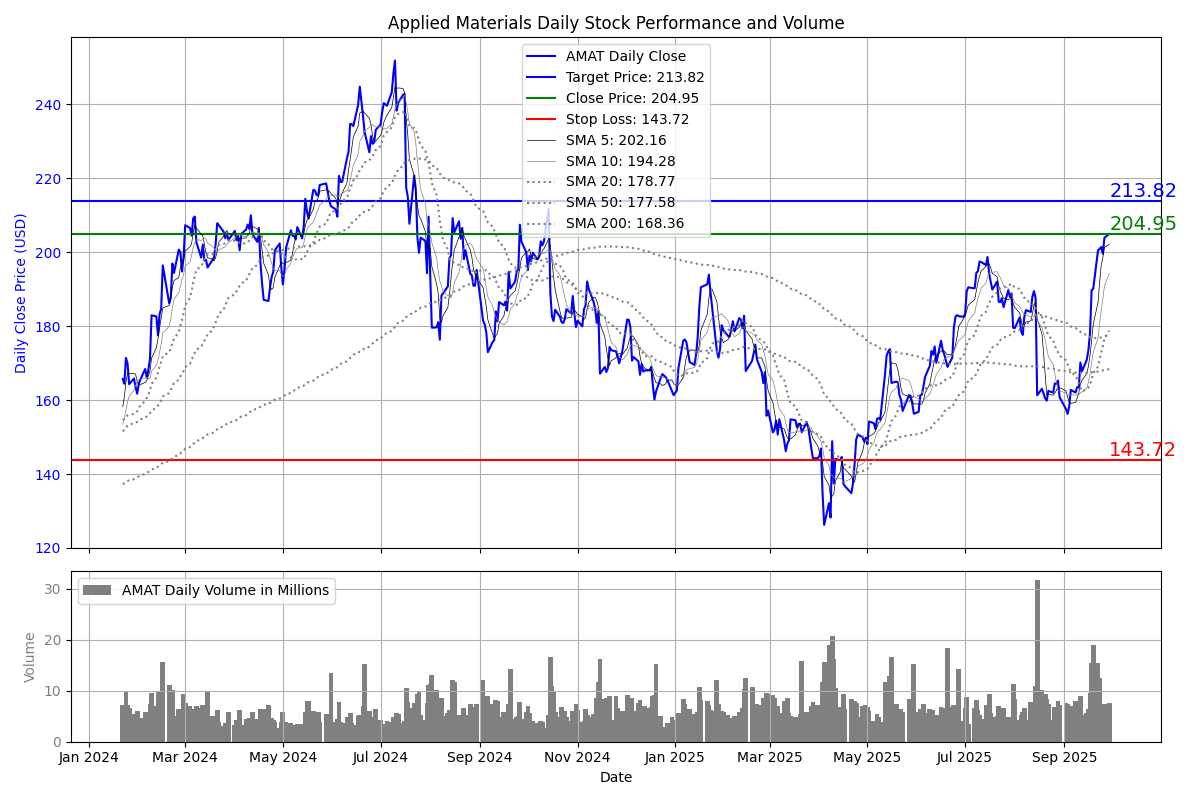 Applied Materials Daily Stock Performance and Volume
AMAT Daily Close
Target Price: 213.82
Close Price: 204.95
Stop Loss: 143.72
SMA 5: 202.16
SMA 10: 194.28
SMA 20: 178.77
SMA 50: 177.58
SMA 200: 168.36
Daily Close Price (USD)
240
220
200
180
160
140
120
213.82
204.95
143.72
AMAT Daily Volume in Millions
Volume
30
20
10
0
Jan 2024 Mar 2024 May 2024 Jul 2024 Sep 2024 Nov 2024 Jan 2025 Mar 2025 May 2025 Jul 2025 Sep 2025
Date